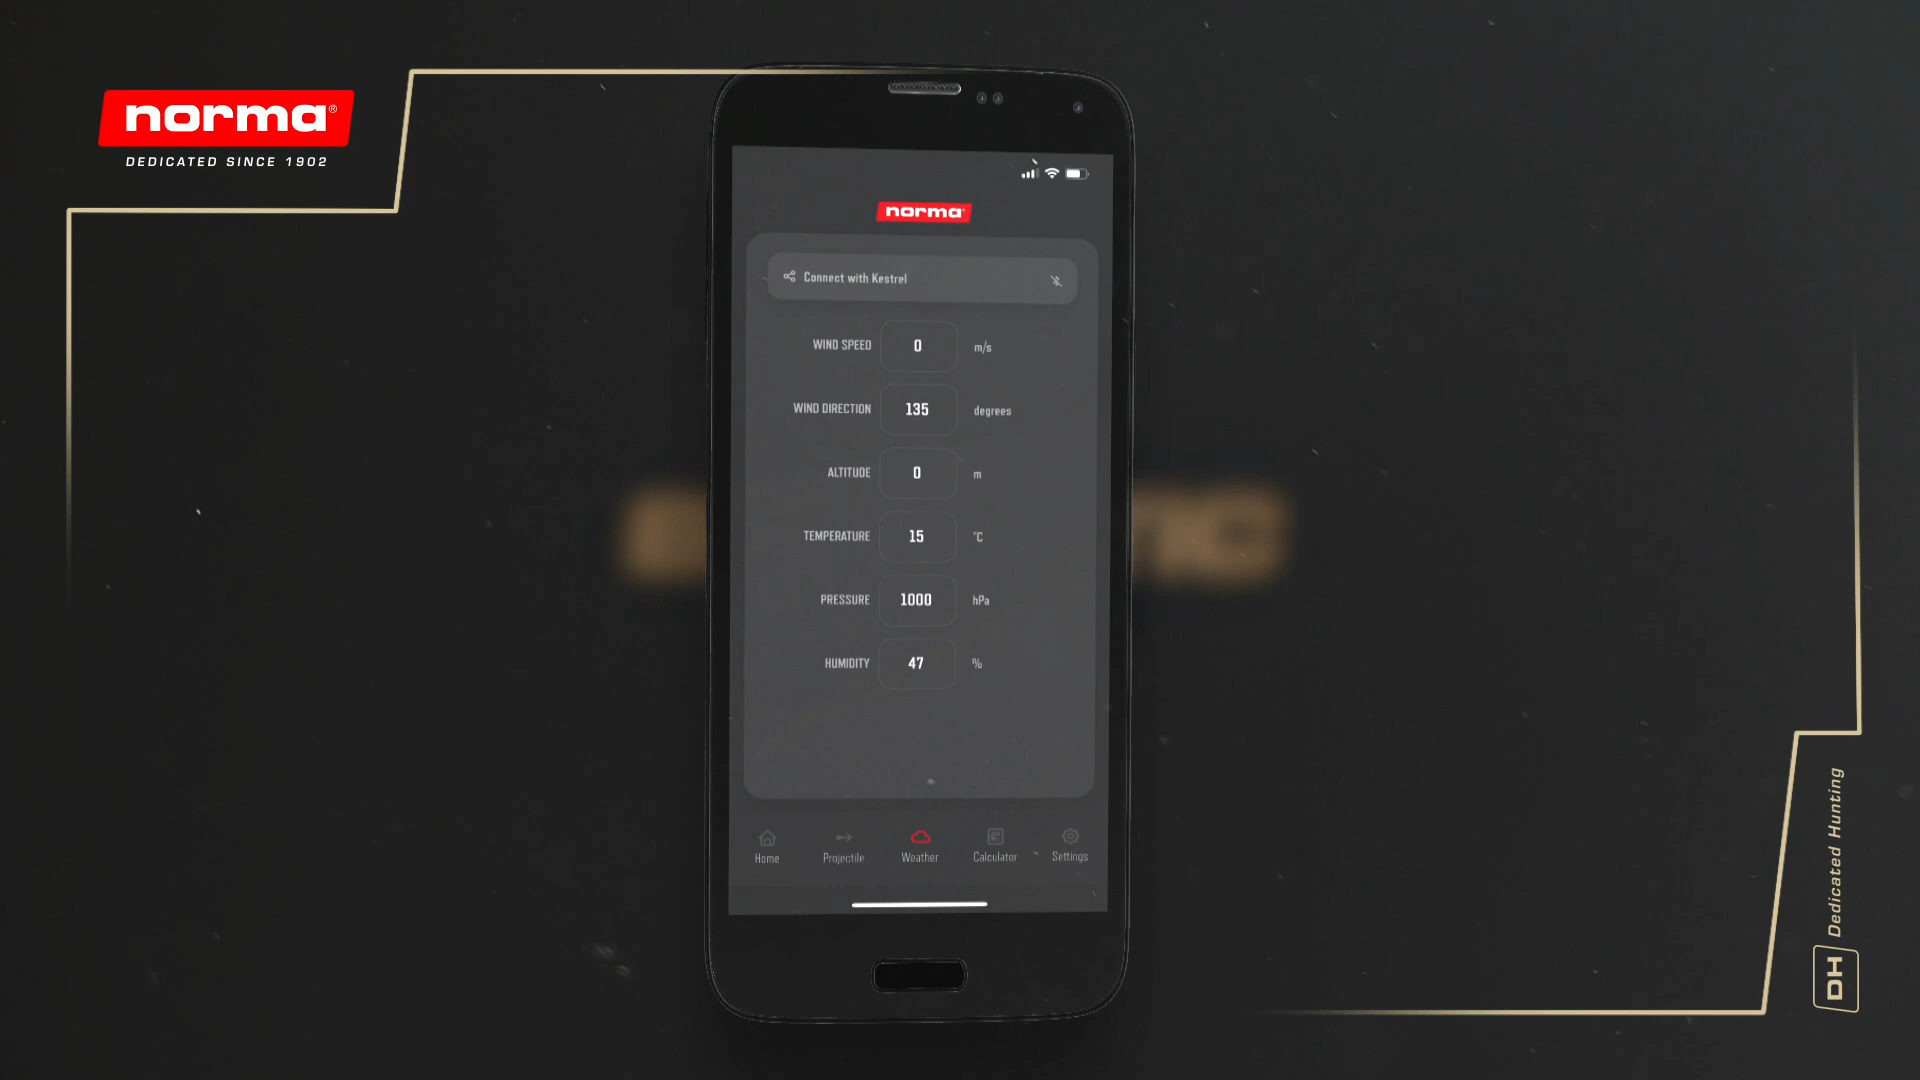 norma®
DEDICATED SINCE 1902
norma
Connect with Kestrel
WIND SPEED 0 m/s
WIND DIRECTION 135 degrees
ALTITUDE 0 m
TEMPERATURE 15 °C
PRESSURE 1000 hPa
HUMIDITY 47 %
Home Projectile Weather Calculator Settings
DH Dedicated Hunting